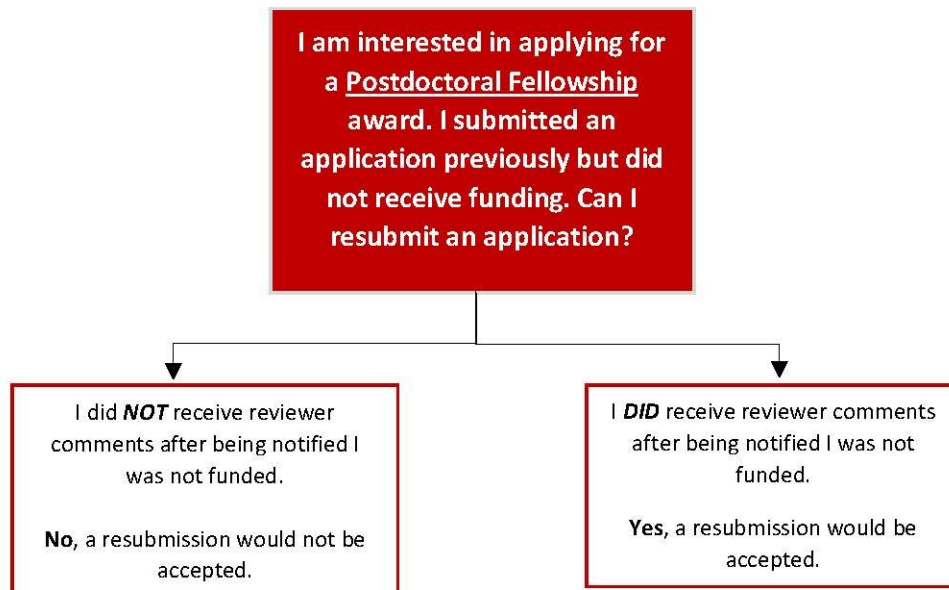 I am interested in applying for
a Postdoctoral Fellowship
award. I submitted an
application previously but did
not receive funding. Can I
resubmit an application?
I did NOT receive reviewer
comments after being notified I
was not funded.
No, a resubmission would not be
accepted.
I DID receive reviewer comments
after being notified I was not
funded.
Yes, a resubmission would be
accepted.